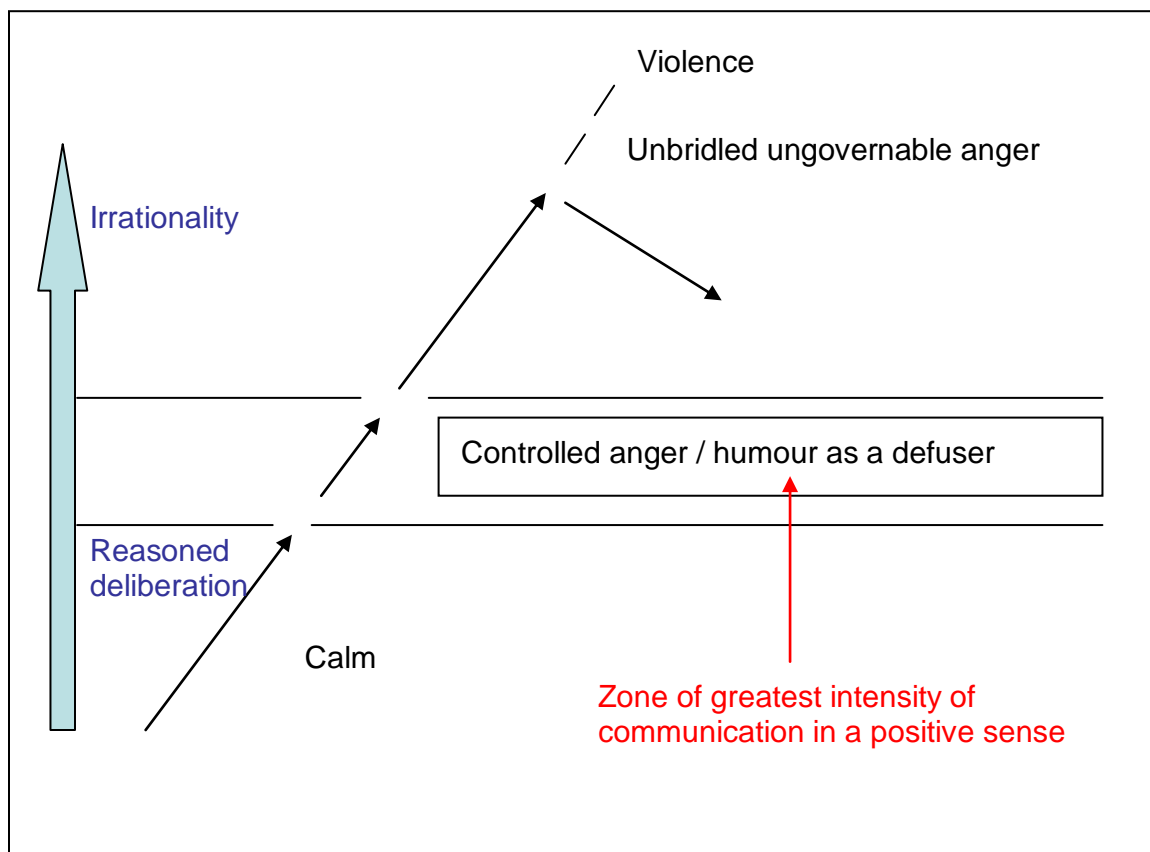 Violence
Unbridled ungovernable anger
Irrationality
Controlled anger / humour as a defuser
Reasoned
deliberation
Calm
Zone of greatest intensity of
communication in a positive sense